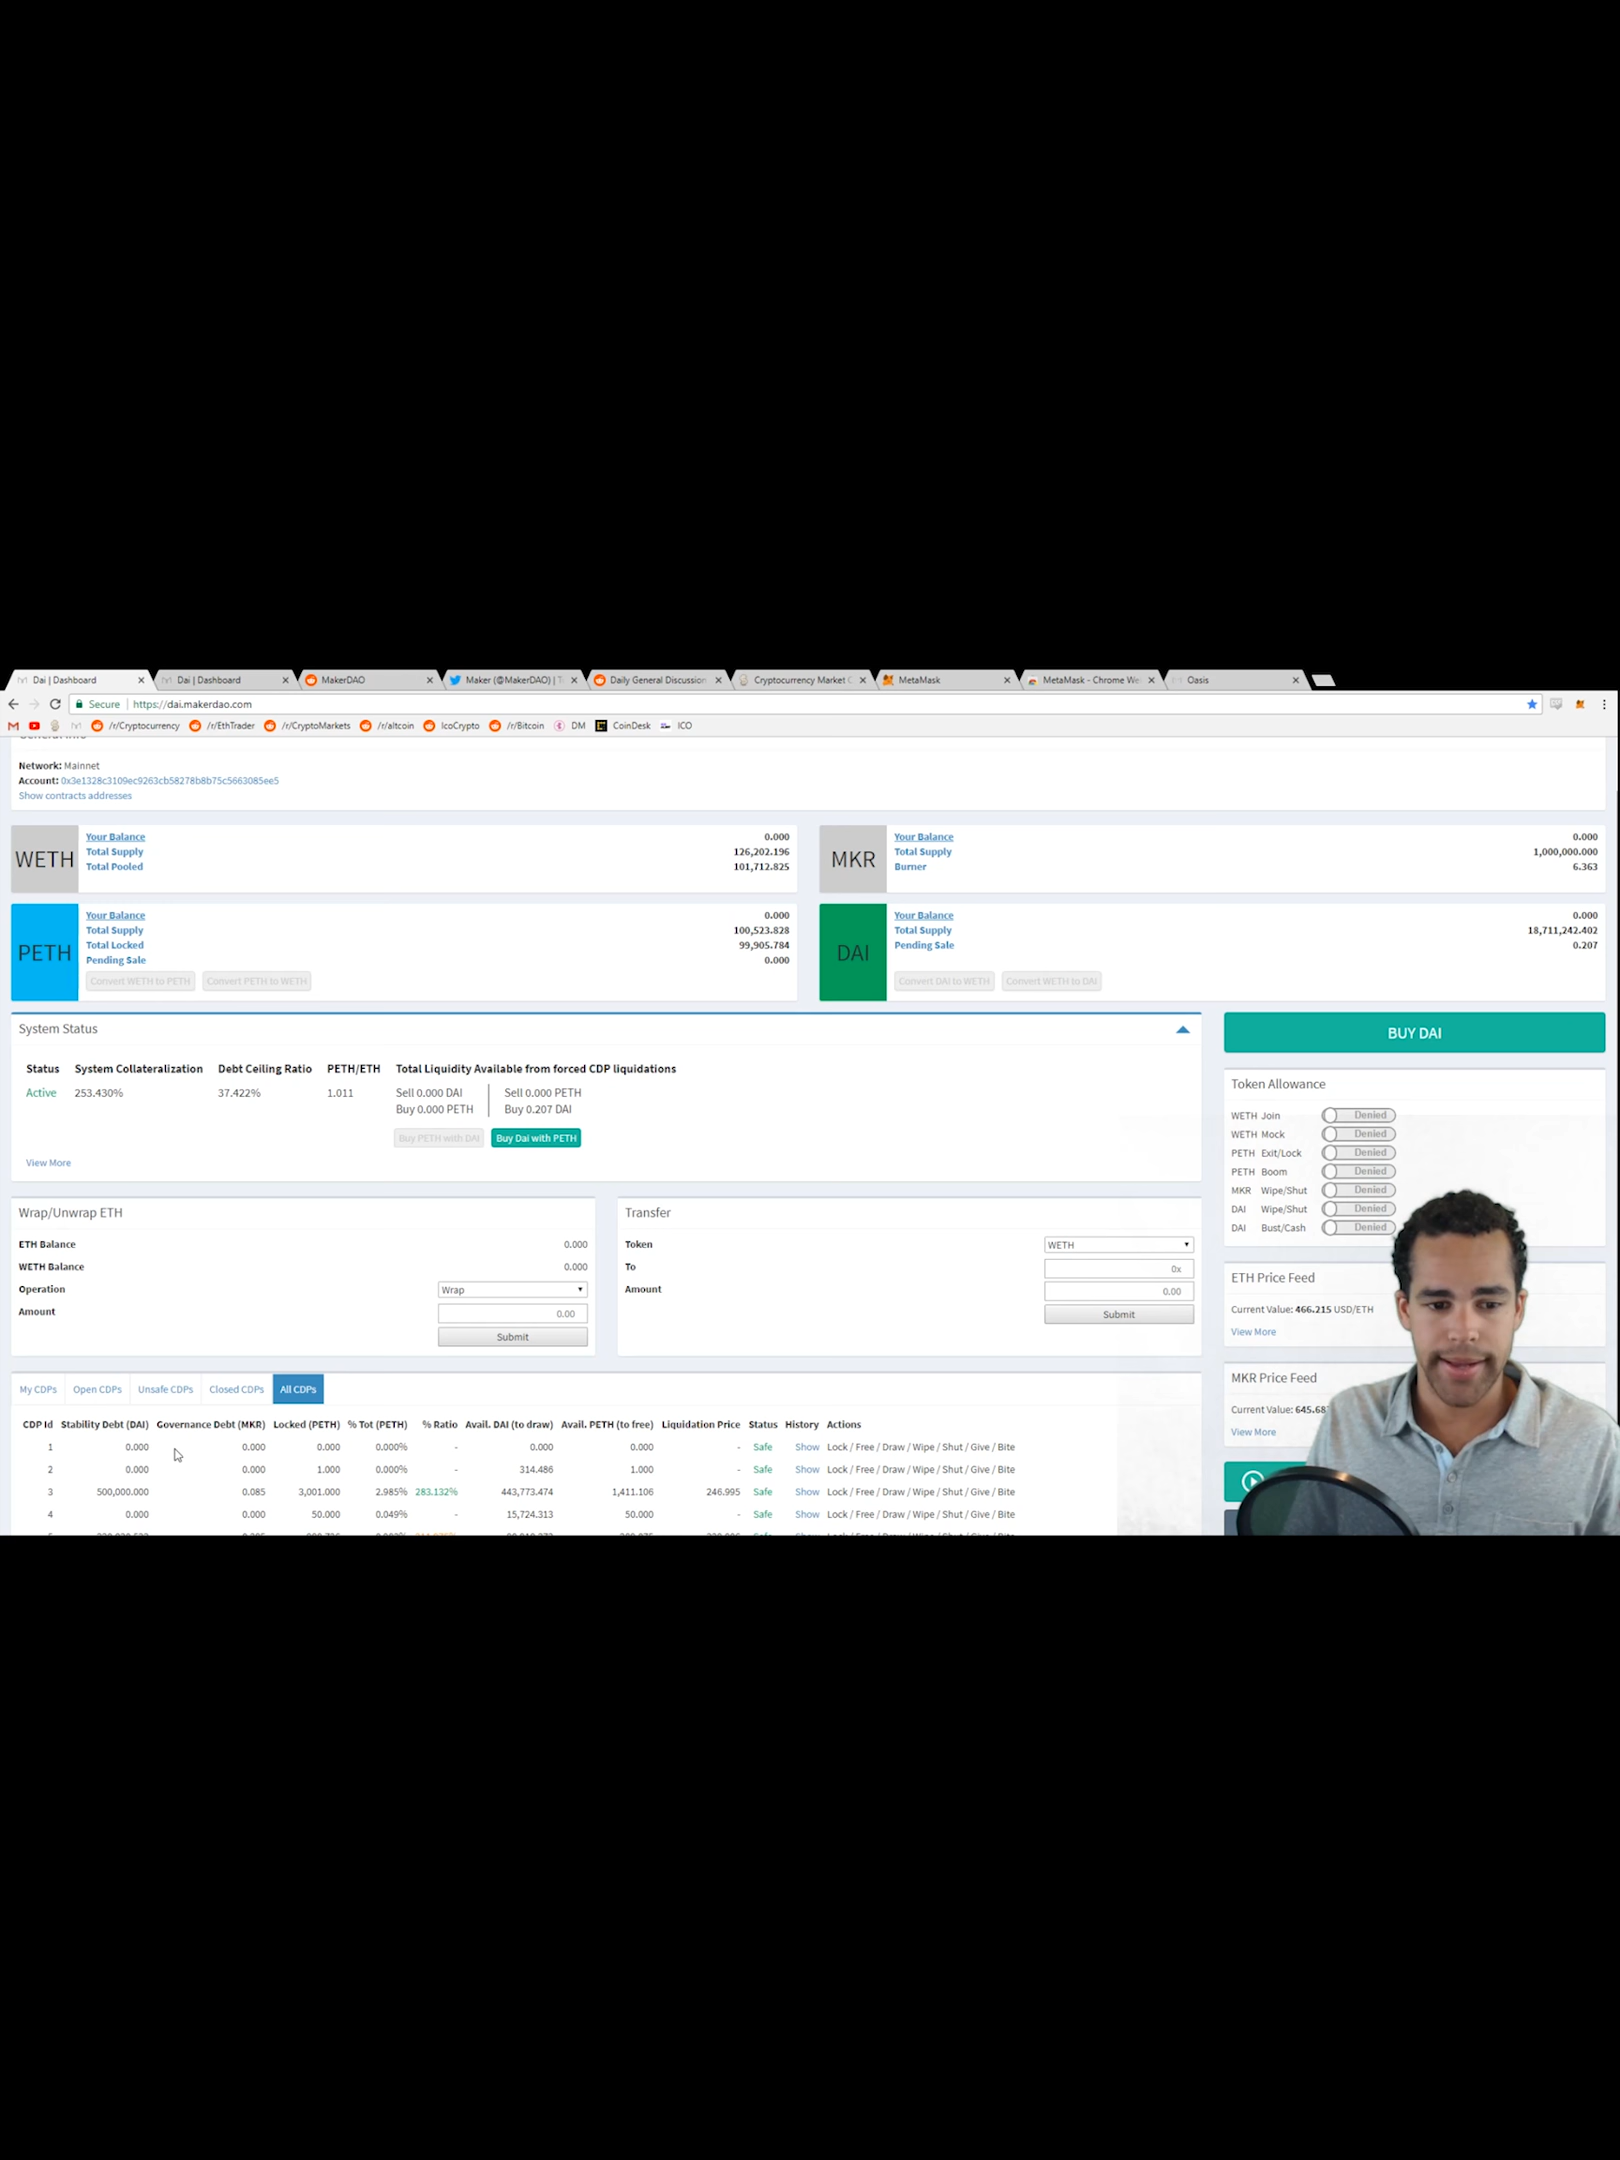 Dai | Dashboard
Dai | Dashboard
MakerDAO
Maker (@MakerDAO) | T
Daily General Discussion
Cryptocurrency Market C
MetaMask
MetaMask - Chrome We
Oasis
Secure | https://dai.makerdao.com
/r/Cryptocurrency /r/EthTrader /r/CryptoMarkets /r/altcoin IcoCrypto /r/Bitcoin DM CoinDesk ICO
General Info
Network: Mainnet
Account: 0x3e1328c3109ec9263cb58278b8b75c5663085ee5
Show contracts addresses
WETH
Your Balance 0.000
Total Supply 126,202.196
Total Pooled 101,712.825
MKR
Your Balance 0.000
Total Supply 1,000,000.000
Burner 6.363
PETH
Your Balance 0.000
Total Supply 100,523.828
Total Locked 99,905.784
Pending Sale 0.000
Convert WETH to PETH Convert PETH to WETH
DAI
Your Balance 0.000
Total Supply 18,711,242.402
Pending Sale 0.207
Convert DAI to WETH Convert WETH to DAI
System Status
Status System Collateralization Debt Ceiling Ratio PETH/ETH Total Liquidity Available from forced CDP liquidations
Active 253.430% 37.422% 1.011 Sell 0.000 DAI Sell 0.000 PETH
Buy 0.000 PETH Buy 0.207 DAI
Buy PETH with DAI Buy Dai with PETH
View More
BUY DAI
Token Allowance
WETH Join Denied
WETH Mock Denied
PETH Exit/Lock Denied
PETH Boom Denied
MKR Wipe/Shut Denied
DAI Wipe/Shut Denied
DAI Bust/Cash Denied
Wrap/Unwrap ETH
ETH Balance 0.000
WETH Balance 0.000
Operation Wrap
Amount 0.00
Submit
Transfer
Token WETH
To 0x
Amount 0.00
Submit
ETH Price Feed
Current Value: 466.215 USD/ETH
View More
MKR Price Feed
Current Value: 645.68
View More
My CDPs Open CDPs Unsafe CDPs Closed CDPs All CDPs
CDP Id Stability Debt (DAI) Governance Debt (MKR) Locked (PETH) % Tot (PETH) % Ratio Avail. DAI (to draw) Avail. PETH (to free) Liquidation Price Status History Actions
1 0.000 0.000 0.000 0.000% - 0.000 0.000 - Safe Show Lock / Free / Draw / Wipe / Shut / Give / Bite
2 0.000 0.000 1.000 0.000% - 314.486 1.000 - Safe Show Lock / Free / Draw / Wipe / Shut / Give / Bite
3 500,000.000 0.085 3,001.000 2.985% 283.132% 443,773.474 1,411.106 246.995 Safe Show Lock / Free / Draw / Wipe / Shut / Give / Bite
4 0.000 0.000 50.000 0.049% - 15,724.313 50.000 - Safe Show Lock / Free / Draw / Wipe / Shut / Give / Bite